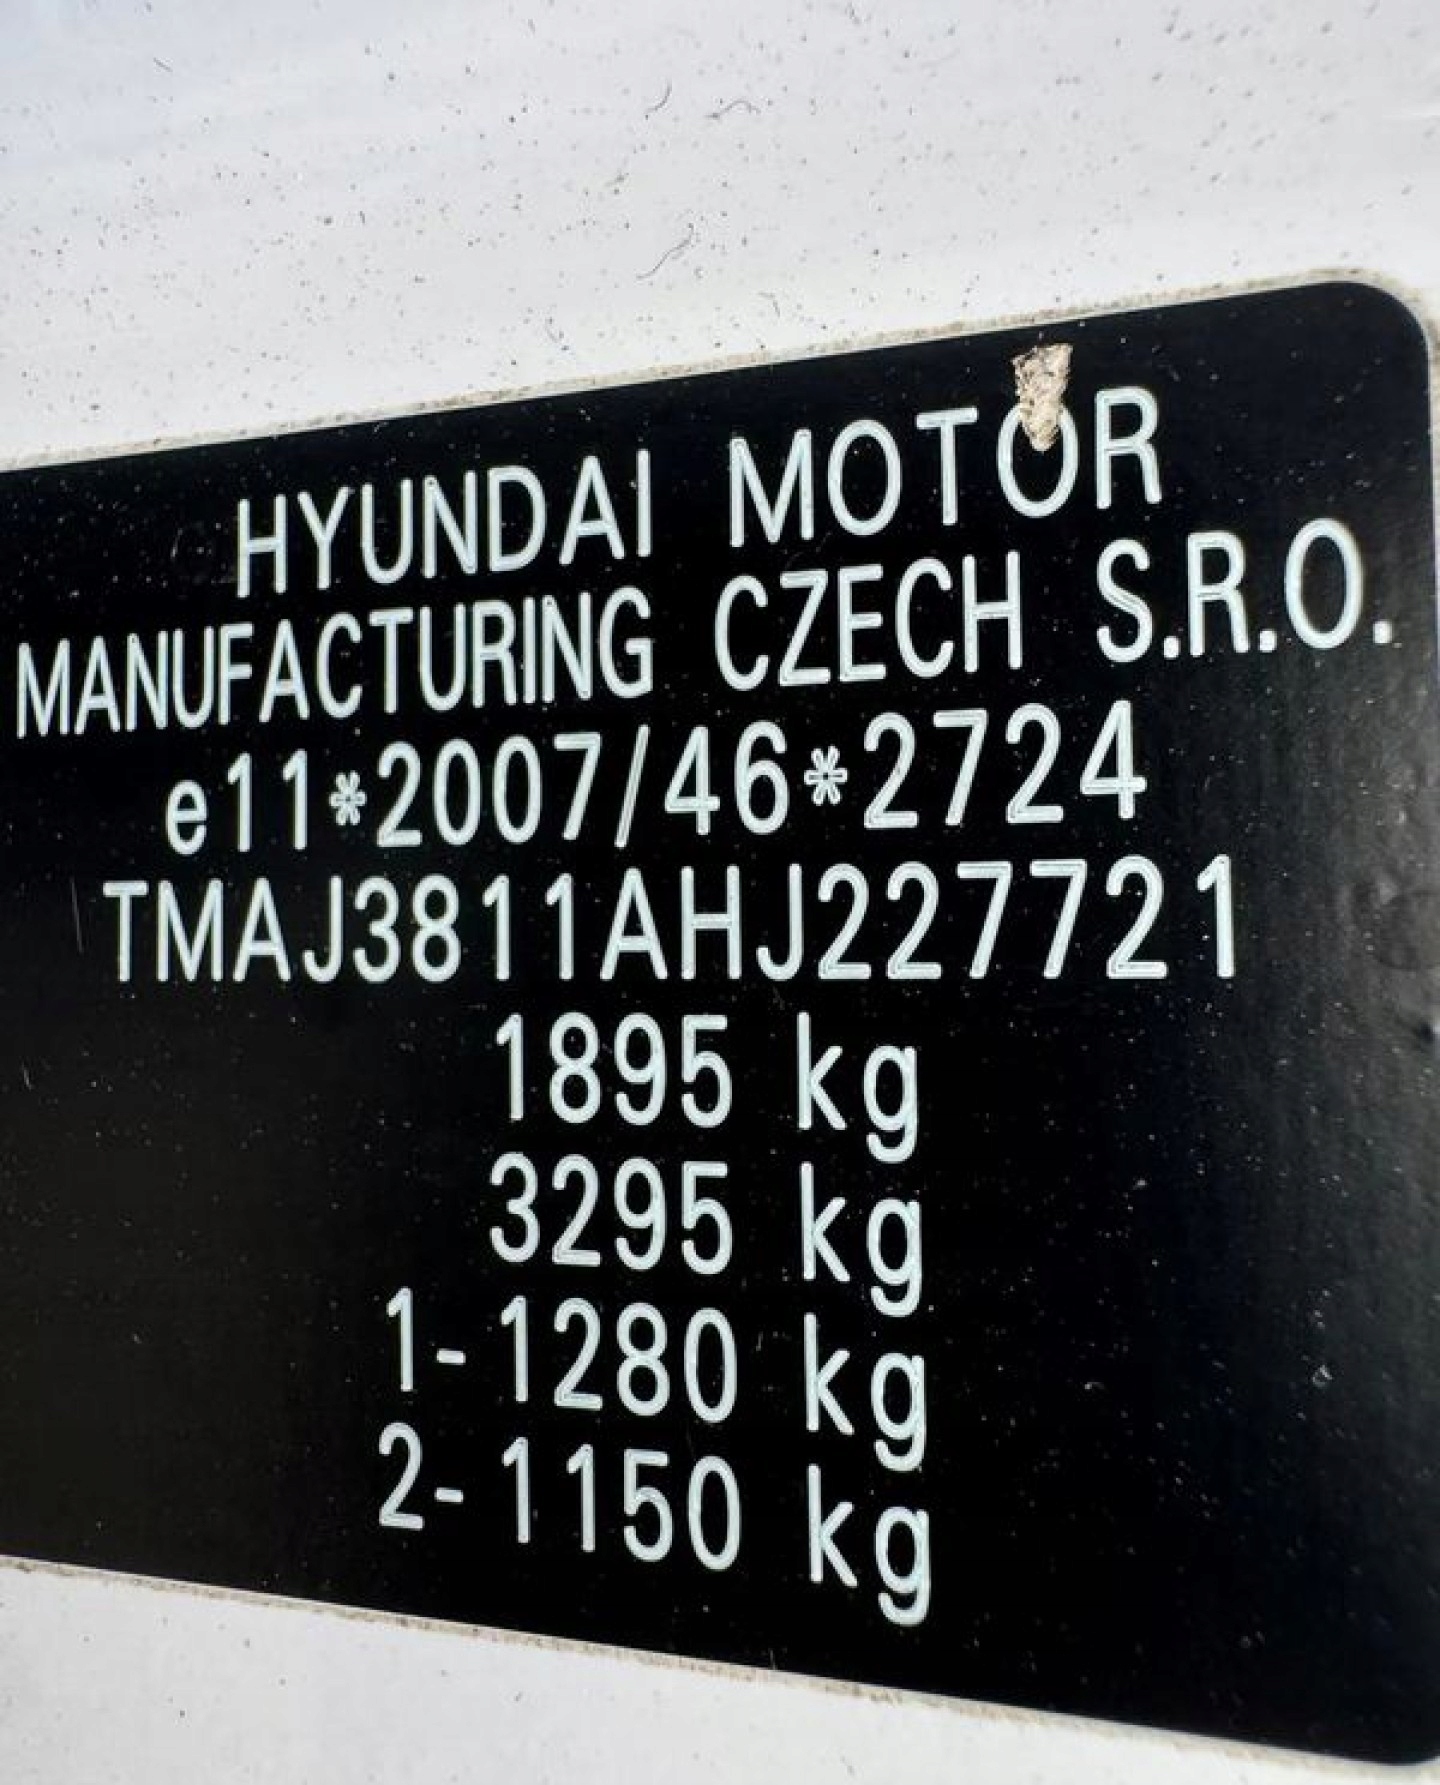 HYUNDAI MOTOR
MANUFACTURING CZECH S.R.O.
e11*2007/46*2724
TMAJ3811AHJ227721
1895 kg
3295 kg
1-1280 kg
2-1150 kg